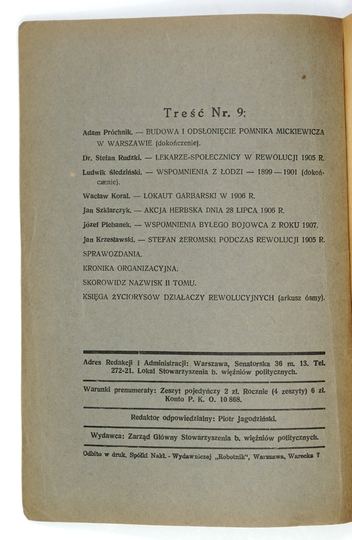 Treść Nr. 9:
Adam Próchnik. — BUDOWA I ODSŁONIĘCIE POMNIKA MICKIEWICZA
W WARSZAWIE (dokończenie).
Dr. Stefan Rudzki. — LEKARZE-SPOŁECZNICY W REWOLUCJI 1905 R.
Ludwik Śledziński. — WSPOMNIENIA Z ŁODZI — 1899—1901 (dokoń-
czenie).
Wacław Koral. — LOKAUT GARBARSKI W 1906 R.
Jan Szklarczyk. — AKCJA HERBSKA DNIA 28 LIPCA 1906 R.
Józef Plebanek. — WSPOMNIENIA BYŁEGO BOJOWCA Z ROKU 1907.
Jan Krzesławski. — STEFAN ŻEROMSKI PODCZAS REWOLUCJI 1905 R.
SPRAWOZDANIA.
KRONIKA ORGANIZACYJNA.
SKOROWIDZ NAZWISK II TOMU.
KSIĘGA ŻYCIORYSÓW DZIAŁACZY REWOLUCYJNYCH (arkusz ósmy).
Adres Redakcji i Administracji: Warszawa, Senatorska 36 m. 13. Tel.
272-21. Lokal Stowarzyszenia b. więźniów politycznych.
Warunki prenumeraty: Zeszyt pojedyńczy 2 zł. Rocznie (4 zeszyty) 6 zł.
Konto P. K. O. 10 868.
Redaktor odpowiedzialny: Piotr Jagodziński.
Wydawca: Zarząd Główny Stowarzyszenia b. więźniów politycznych.
Odbito w druk. Spółki Nakł. - Wydawniczej „Robotnik", Warszawa, Warecka 7